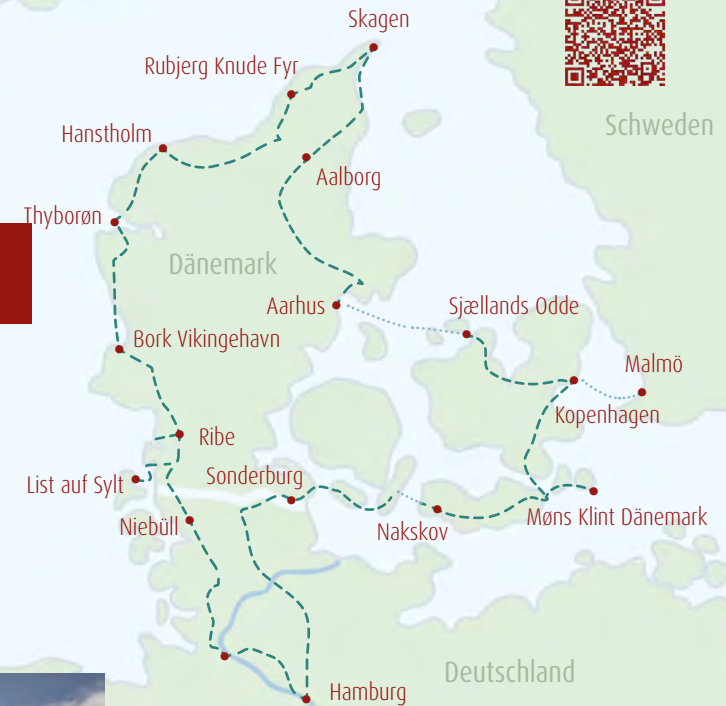 Skagen
Rubjerg Knude Fyr
Schweden
Hanstholm
Aalborg
Thyborøn
Dänemark
Aarhus
Sjællands Odde
Bork Vikingehavn
Malmö
Kopenhagen
Ribe
List auf Sylt
Sonderburg
Niebüll
Nakskov
Møns Klint Dänemark
Deutschland
Hamburg